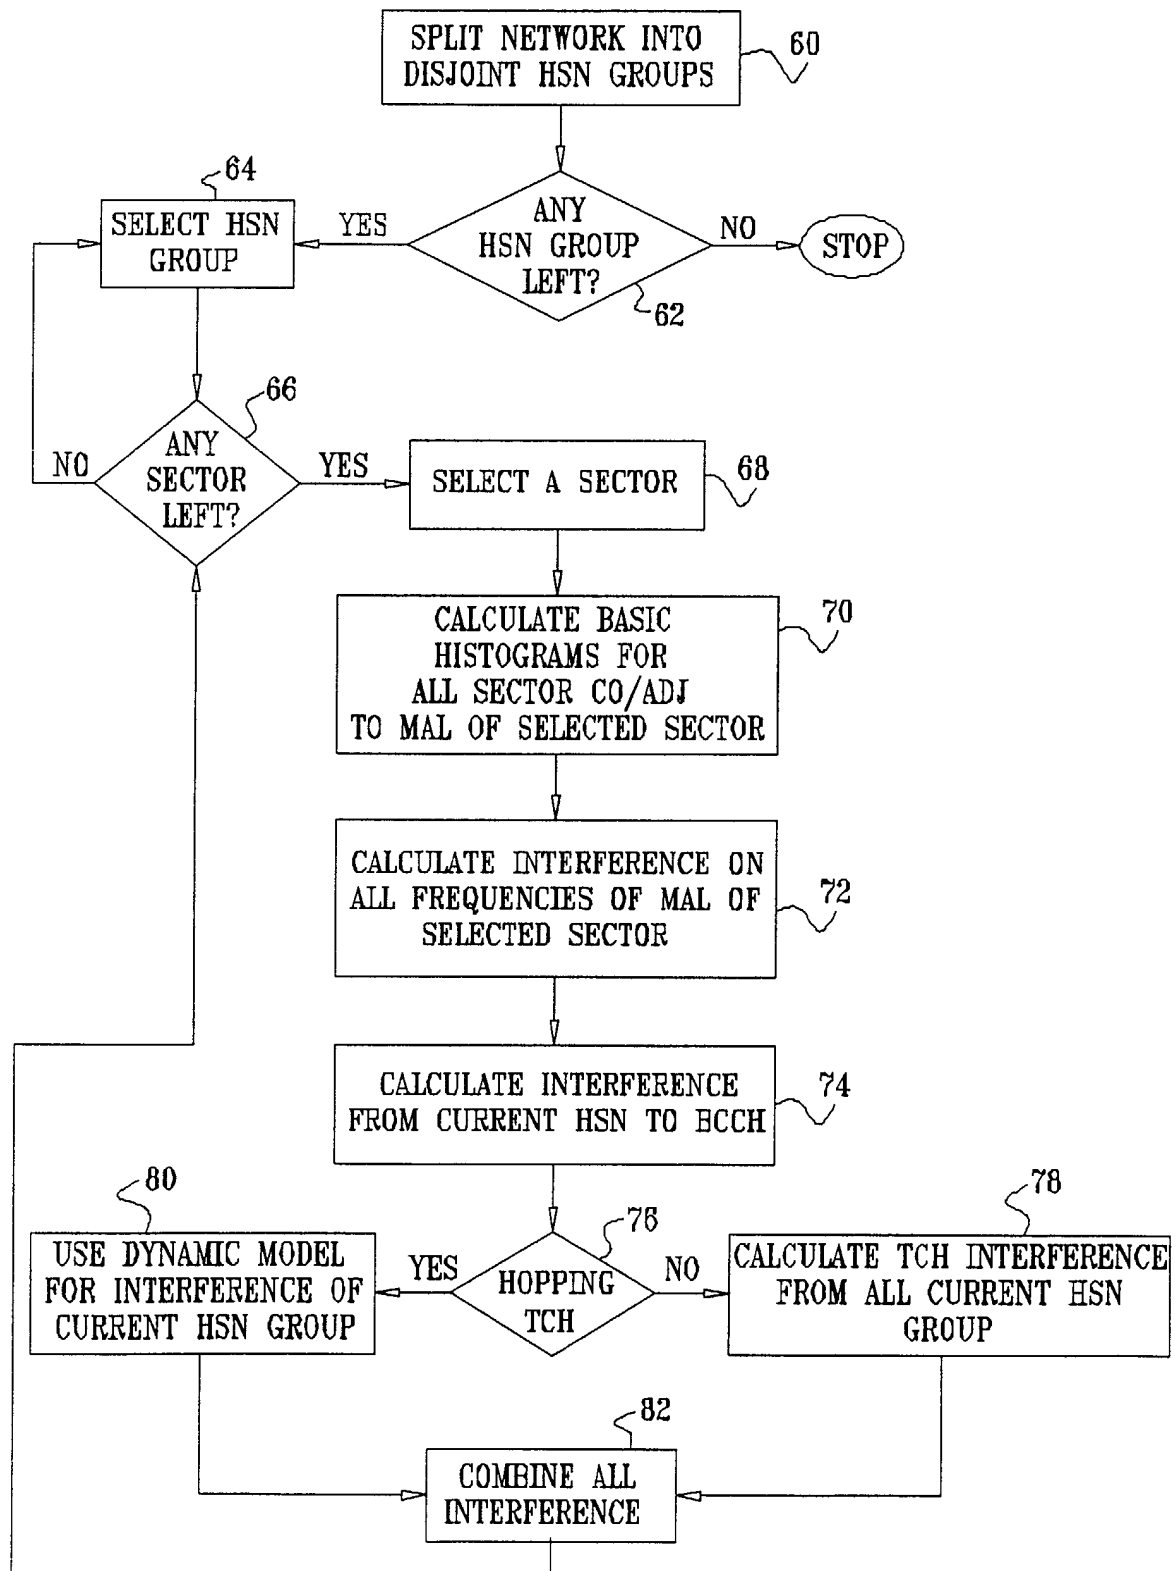 SPLIT NETWORK INTO
DISJOINT HSN GROUPS
60
64
SELECT HSN
GROUP
YES
ANY
HSN GROUP
LEFT?
NO
STOP
62
66
NO
ANY
SECTOR
LEFT?
YES
SELECT A SECTOR
68
CALCULATE BASIC
HISTOGRAMS FOR
ALL SECTOR CO/ADJ
TO MAL OF SELECTED SECTOR
70
CALCULATE INTERFERENCE ON
ALL FREQUENCIES OF MAL OF
SELECTED SECTOR
72
CALCULATE INTERFERENCE
FROM CURRENT HSN TO BCCH
74
80
USE DYNAMIC MODEL
FOR INTERFERENCE OF
CURRENT HSN GROUP
YES
76
HOPPING
TCH
NO
78
CALCULATE TCH INTERFERENCE
FROM ALL CURRENT HSN
GROUP
82
COMBINE ALL
INTERFERENCE